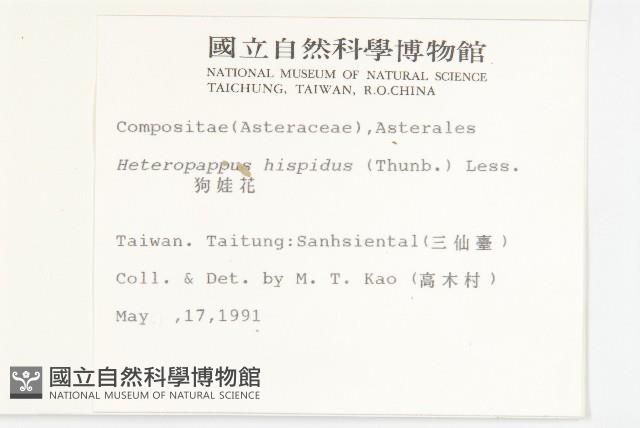 國立自然科學博物館
NATIONAL MUSEUM OF NATURAL SCIENCE
TAICHUNG, TAIWAN, R.O.CHINA
Compositae(Asteraceae),Asterales
Heteropappus hispidus (Thunb.) Less.
狗娃花
Taiwan. Taitung:Sanhsiental(三仙臺)
Coll. & Det. by M. T. Kao (高木村)
May ,17,1991
國立自然科學博物館
NATIONAL MUSEUM OF NATURAL SCIENCE